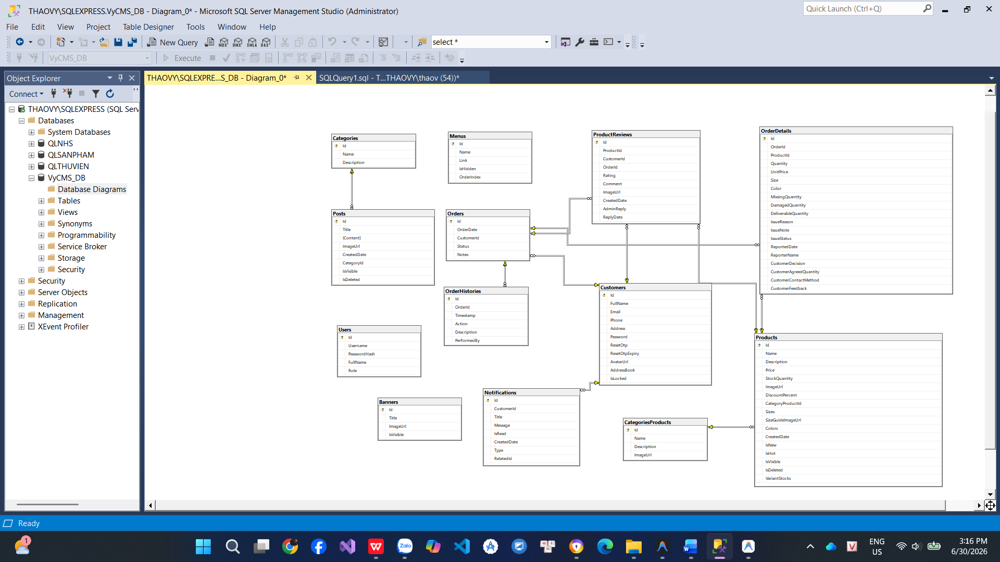 THAOVY\SQLEXPRESS.VyCMS_DB - Diagram_0* - Microsoft SQL Server Management Studio (Administrator)
Quick Launch (Ctrl+Q)
File Edit View Project Table Designer Tools Window Help
New Query MDX DMX XMLA DAX select *
VyCMS_DB Execute
Object Explorer
Connect
THAOVY\SQLEXPRESS (SQL Serv
Databases
System Databases
QLNHS
QLSANPHAM
QLTHUVIEN
VyCMS_DB
Database Diagrams
Tables
Views
Synonyms
Programmability
Service Broker
Storage
Security
Security
Server Objects
Replication
Management
XEvent Profiler
THAOVY\SQLEXPRE...S_DB - Diagram_0*
SQLQuery1.sql - T...THAOVY\thaov (54))*
Categories
Id
Name
Description
Menus
Id
Name
Link
IsHidden
OrderIndex
ProductReviews
Id
ProductId
CustomerId
OrderId
Rating
Comment
ImageUrl
CreatedDate
AdminReply
ReplyDate
OrderDetails
Id
OrderId
ProductId
Quantity
UnitPrice
Size
Color
MissingQuantity
DamagedQuantity
DeliverableQuantity
IssueReason
IssueNote
IssueStatus
ReportedDate
ReporterName
CustomerDecision
CustomerAgreedQuantity
CustomerContactMethod
CustomerFeedback
Posts
Id
Title
[Content]
ImageUrl
CreatedDate
CategoryId
IsVisible
IsDeleted
Orders
Id
OrderDate
CustomerId
Status
Notes
OrderHistories
Id
OrderId
Timestamp
Action
Description
PerformedBy
Customers
Id
FullName
Email
Phone
Address
Password
ResetOtp
ResetOtpExpiry
AvatarUrl
AddressBook
IsLocked
Users
Id
Username
PasswordHash
FullName
Role
Products
Id
Name
Description
Price
StockQuantity
ImageUrl
DiscountPercent
CategoryProductId
Sizes
SizeGuideImageUrl
Colors
CreatedDate
IsNew
IsHot
IsVisible
IsDeleted
VariantStocks
Banners
Id
Title
ImageUrl
IsVisible
Notifications
Id
CustomerId
Title
Message
IsRead
CreatedDate
Type
RelatedId
CategoriesProducts
Id
Name
Description
ImageUrl
Ready
1
Zalo
ENG
US
3:16 PM
6/30/2026